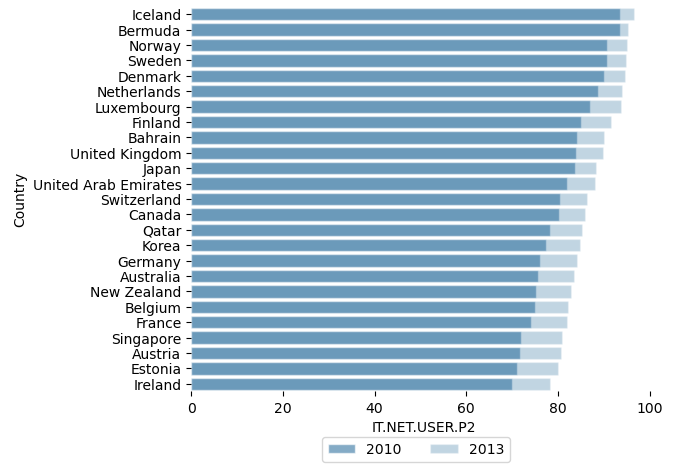 Iceland
Bermuda
Norway
Sweden
Denmark
Netherlands
Luxembourg
Finland
Bahrain
United Kingdom
Japan
United Arab Emirates
Switzerland
Canada
Qatar
Korea
Germany
Australia
New Zealand
Belgium
France
Singapore
Austria
Estonia
Ireland
Country
0 20 40 60 80 100
IT.NET.USER.P2
2010 2013